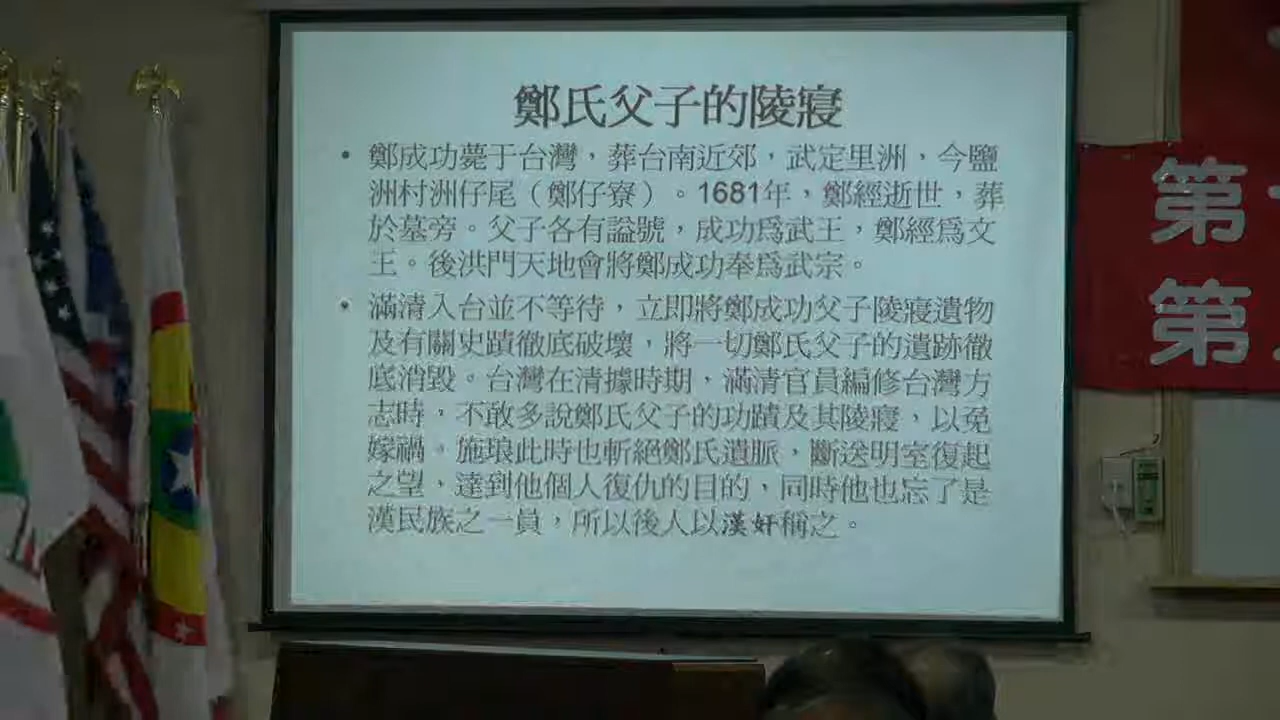 鄭氏父子的陵寢
• 鄭成功薨于台灣，葬台南近郊，武定里洲，今鹽
洲村洲仔尾（鄭仔寮）。1681年，鄭經逝世，葬
於墓旁。父子各有謚號，成功爲武王，鄭經爲文
王。後洪門天地會將鄭成功奉爲武宗。
• 滿清入台並不等待，立即將鄭成功父子陵寢遺物
及有關史蹟徹底破壞，將一切鄭氏父子的遺跡徹
底消毀。台灣在清據時期，滿清官員編修台灣方
志時，不敢多說鄭氏父子的功蹟及其陵寢，以免
嫁禍。施琅此時也斬絕鄭氏遺脈，斷送明室復起
之望，達到他個人復仇的目的，同時他也忘了是
漢民族之一員，所以後人以漢奸稱之。
第
第